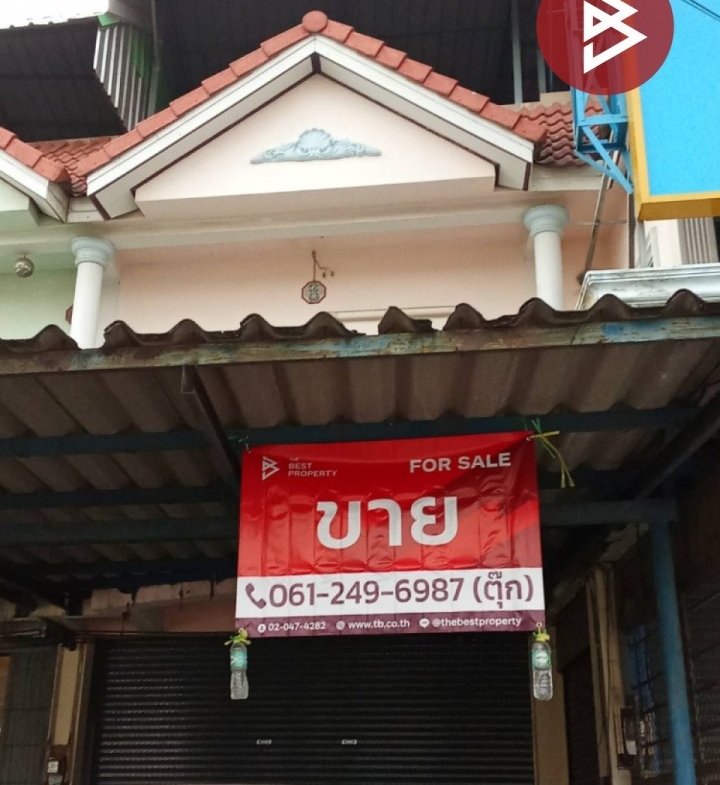 THE
BEST
PROPERTY
FOR SALE
ขาย
061-249-6987 (ตุ๊ก)
02-047-4282 www.tb.co.th @thebestproperty